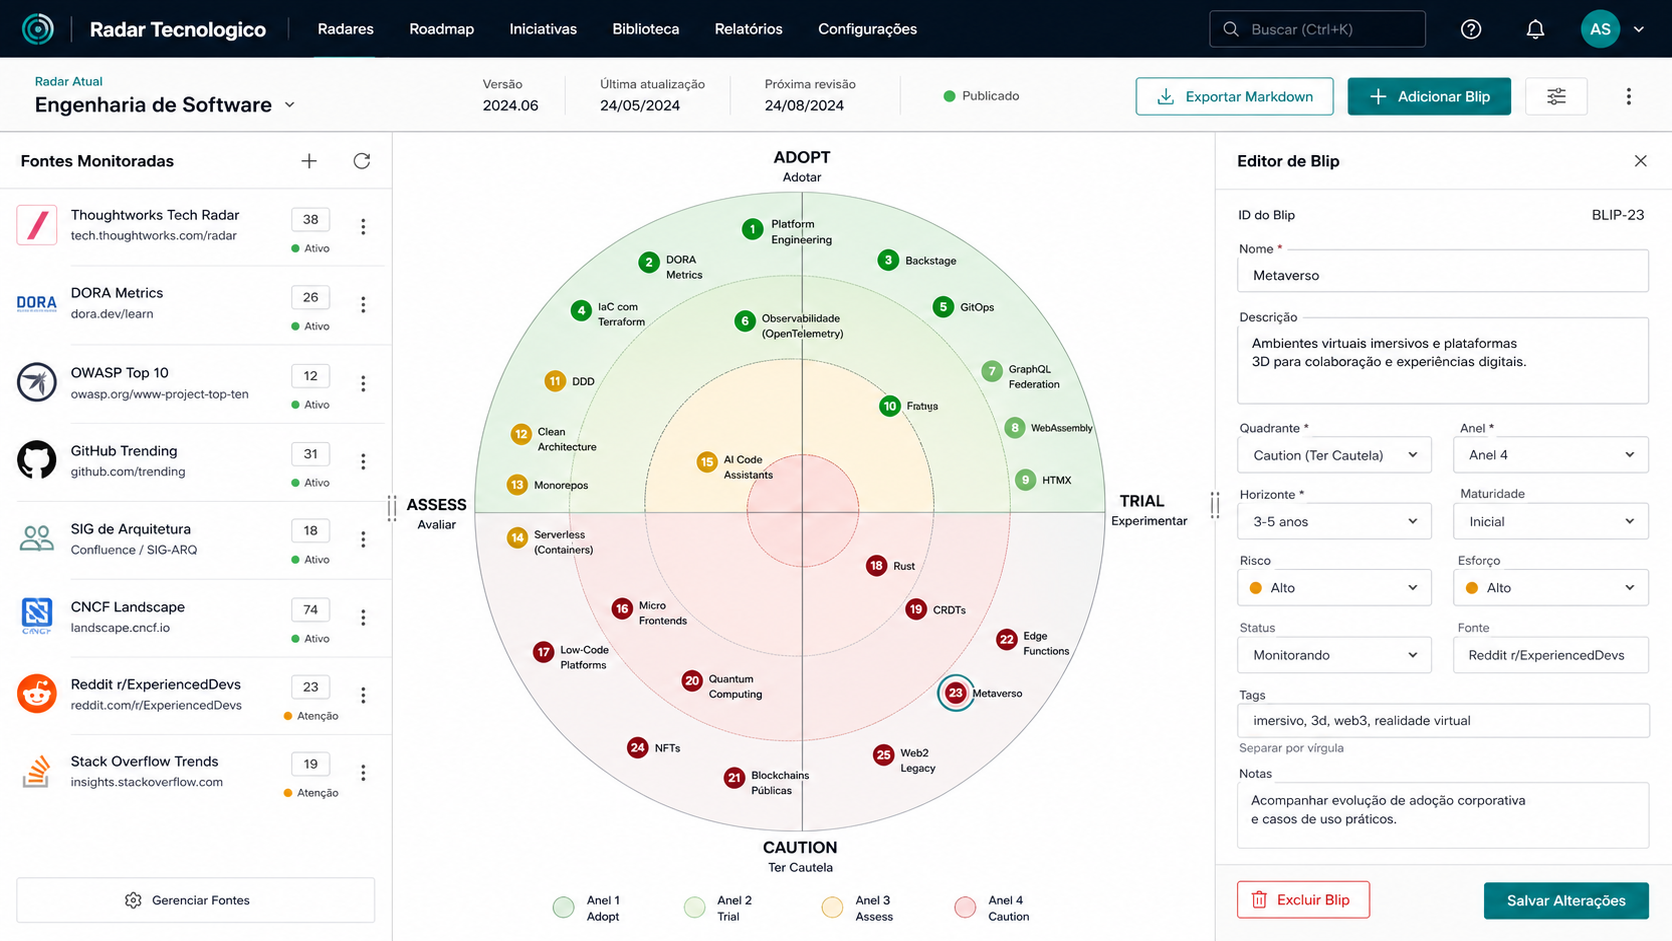 Radar Tecnologico
Radares
Roadmap
Iniciativas
Biblioteca
Relatórios
Configurações
Buscar (Ctrl+K)
AS
Radar Atual
Engenharia de Software
Versão
2024.06
Última atualização
24/05/2024
Próxima revisão
24/08/2024
Publicado
Exportar Markdown
Adicionar Blip
Fontes Monitoradas
Thoughtworks Tech Radar
tech.thoughtworks.com/radar
38
Ativo
DORA
DORA Metrics
dora.dev/learn
26
Ativo
OWASP Top 10
owasp.org/www-project-top-ten
12
Ativo
GitHub Trending
github.com/trending
31
Ativo
SIG de Arquitetura
Confluence / SIG-ARQ
18
Ativo
CNCF Landscape
landscape.cncf.io
74
Ativo
Reddit r/ExperiencedDevs
reddit.com/r/ExperiencedDevs
23
Atenção
Stack Overflow Trends
insights.stackoverflow.com
19
Atenção
Gerenciar Fontes
ADOPT
Adotar
1
Platform
Engineering
2
DORA
Metrics
3
Backstage
4
IaC com
Terraform
5
GitOps
6
Observabilidade
(OpenTelemetry)
7
GraphQL
Federation
11
DDD
10
8
WebAssembly
12
Clean
Architecture
15
AI Code
Assistants
9
HTMX
13
Monorepos
ASSESS
Avaliar
TRIAL
Experimentar
14
Serverless
(Containers)
18
Rust
16
Micro
Frontends
19
CRDTs
22
Edge
Functions
17
Low-Code
Platforms
20
Quantum
Computing
23
Metaverso
24
NFTs
25
Web2
Legacy
21
Blockchains
Públicas
CAUTION
Ter Cautela
Anel 1
Adopt
Anel 2
Trial
Anel 3
Assess
Anel 4
Caution
Editor de Blip
ID do Blip
BLIP-23
Nome *
Metaverso
Descrição
Ambientes virtuais imersivos e plataformas
3D para colaboração e experiências digitais.
Quadrante *
Caution (Ter Cautela)
Anel *
Anel 4
Horizonte *
3-5 anos
Maturidade
Inicial
Risco
Alto
Esforço
Alto
Status
Monitorando
Fonte
Reddit r/ExperiencedDevs
Tags
imersivo, 3d, web3, realidade virtual
Separar por vírgula
Notas
Acompanhar evolução de adoção corporativa
e casos de uso práticos.
Excluir Blip
Salvar Alterações